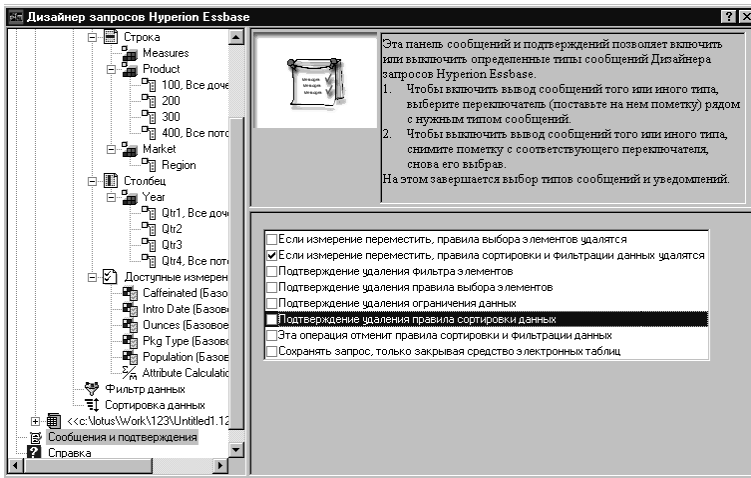 Дизайнер запросов Hyperion Essbase
Строка
Measures
Product
100, Все доче
200
300
400, Все пото
Market
Region
Столбец
Year
Qtr1, Все доче
Qtr2
Qtr3
Qtr4, Все пото
Доступные измерен
Caffeinated (Базо
Intro Date (Базов
Ounces (Базовое
Pkg Type (Базово
Population (Базов
Attribute Calculatio
Фильтр данных
Сортировка данных
<<c:\lotus\Work\123\Untitled1.12
Сообщения и подтверждения
Справка
Эта панель сообщений и подтверждений позволяет включить
или выключить определенные типы сообщений Дизайнера
запросов Hyperion Essbase.
1. Чтобы включить вывод сообщений того или иного типа,
выберите переключатель (поставьте на нем пометку) рядом
с нужным типом сообщений.
2. Чтобы выключить вывод сообщений того или иного типа,
снимите пометку с соответствующего переключателя,
снова его выбрав.
На этом завершается выбор типов сообщений и уведомлений.
Если измерение переместить, правила выбора элементов удалятся
Если измерение переместить, правила сортировки и фильтрации данных удалятся
Подтверждение удаления фильтра элементов
Подтверждение удаления правила выбора элементов
Подтверждение удаления ограничения данных
Подтверждение удаления правила сортировки данных
Эта операция отменит правила сортировки и фильтрации данных
Сохранять запрос, только закрывая средство электронных таблиц